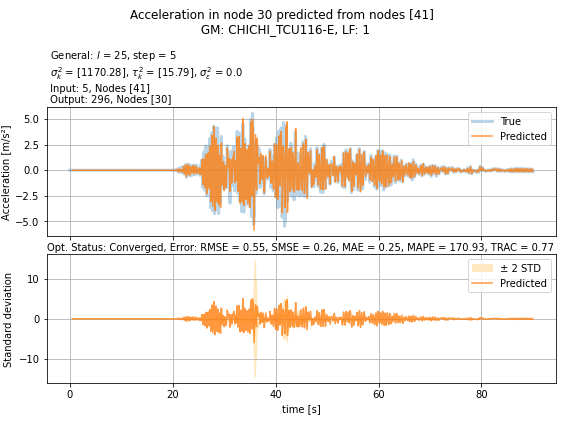 Acceleration in node 30 predicted from nodes [41]
GM: CHICHI_TCU116-E, LF: 1
General: l = 25, step = 5
σ²ₖ = [1170.28], τ²ₖ = [15.79], σ²ε = 0.0
Input: 5, Nodes [41]
Output: 296, Nodes [30]
5.0
2.5
0.0
−2.5
−5.0
Acceleration [m/s²]
True
Predicted
Opt. Status: Converged, Error: RMSE = 0.55, SMSE = 0.26, MAE = 0.25, MAPE = 170.93, TRAC = 0.77
10
0
−10
Standard deviation
± 2 STD
Predicted
0 20 40 60 80
time [s]